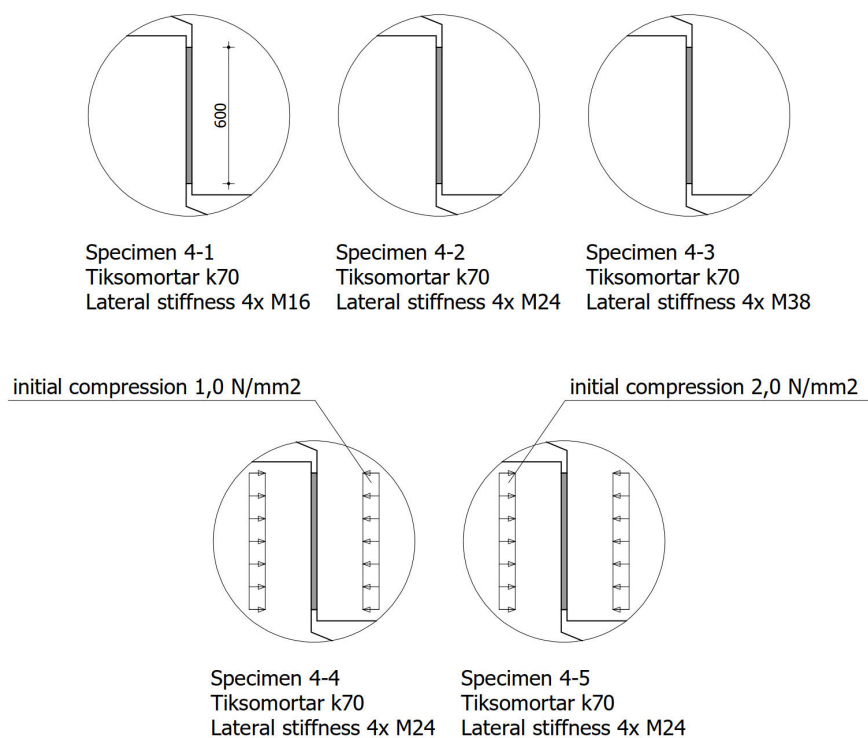 600
Specimen 4-1
Tiksomortar k70
Lateral stiffness 4x M16
Specimen 4-2
Tiksomortar k70
Lateral stiffness 4x M24
Specimen 4-3
Tiksomortar k70
Lateral stiffness 4x M38
initial compression 1,0 N/mm2
initial compression 2,0 N/mm2
Specimen 4-4
Tiksomortar k70
Lateral stiffness 4x M24
Specimen 4-5
Tiksomortar k70
Lateral stiffness 4x M24